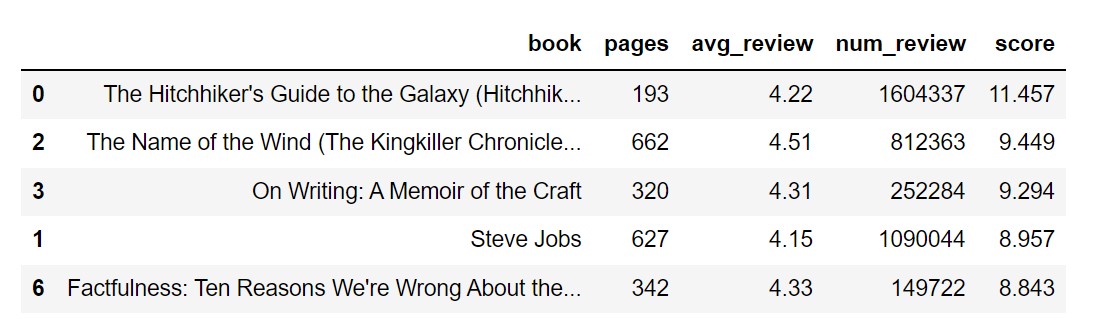 book pages avg_review num_review score
0 The Hitchhiker's Guide to the Galaxy (Hitchhik... 193 4.22 1604337 11.457
2 The Name of the Wind (The Kingkiller Chronicle... 662 4.51 812363 9.449
3 On Writing: A Memoir of the Craft 320 4.31 252284 9.294
1 Steve Jobs 627 4.15 1090044 8.957
6 Factfulness: Ten Reasons We're Wrong About the... 342 4.33 149722 8.843